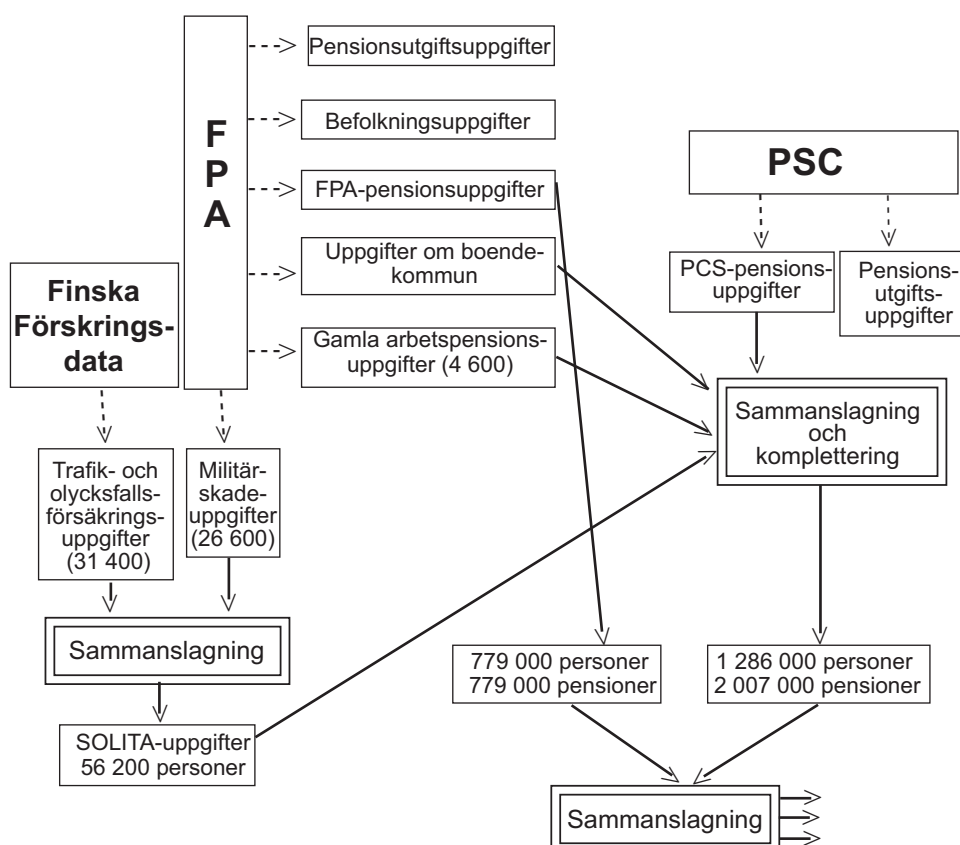 Pensionsutgiftsuppgifter
F
P
A
Befolkningsuppgifter
PSC
FPA-pensionsuppgifter
Uppgifter om boende-
kommun
PCS-pensions-
uppgifter
Pensions-
utgifts-
uppgifter
Finska
Förskrings-
data
Gamla arbetspensions-
uppgifter (4 600)
Sammanslagning
och
komplettering
Trafik- och
olycksfalls-
försäkrings-
uppgifter
(31 400)
Militär-
skade-
uppgifter
(26 600)
Sammanslagning
779 000 personer
779 000 pensioner
1 286 000 personer
2 007 000 pensioner
SOLITA-uppgifter
56 200 personer
Sammanslagning